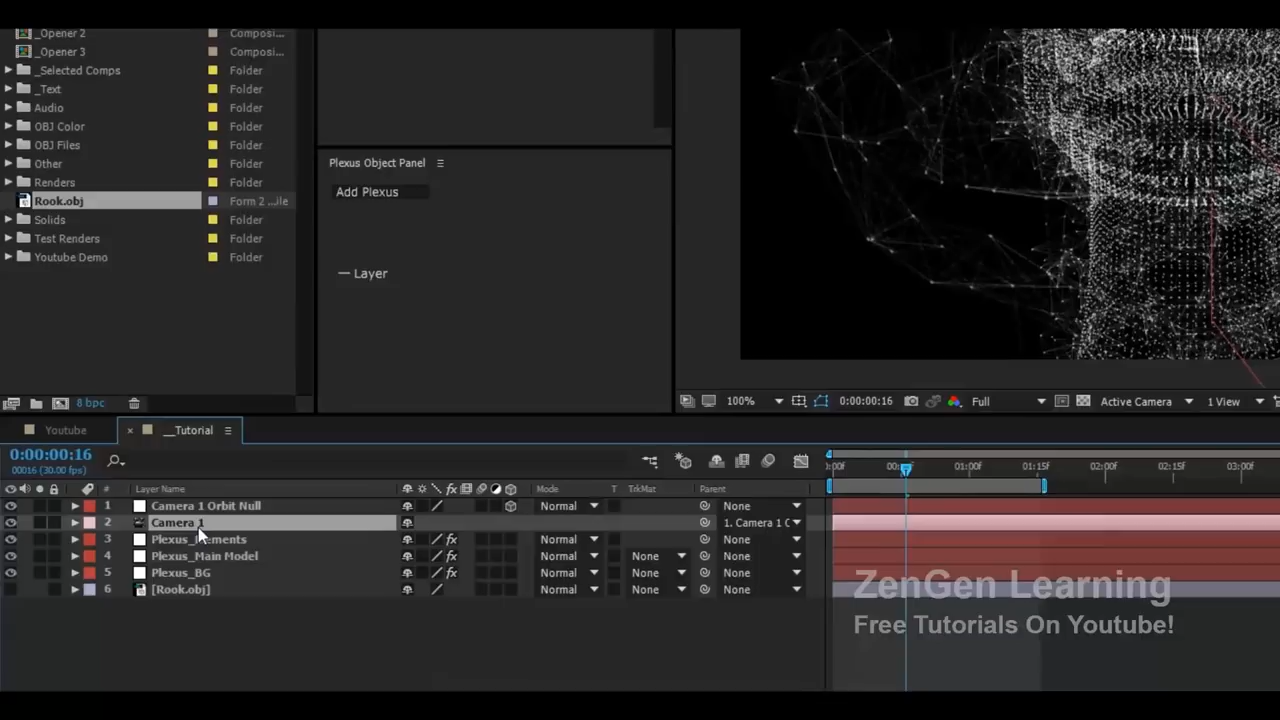 _Opener 2 Composi...
_Opener 3 Composi...
_Selected Comps Folder
_Text Folder
Audio Folder
OBJ Color Folder
OBJ Files Folder
Other Folder
Renders Folder
Rook.obj Form 2 ...ile
Solids Folder
Test Renders Folder
Youtube Demo Folder
8 bpc
Plexus Object Panel
Add Plexus
Layer
100% 0:00:00:16 Full Active Camera 1 View
Youtube × __Tutorial
0:00:00:16
00016 (30.00 fps)
01:00f 01:15f 02:00f 02:15f 03:00f
# Layer Name fx Mode T TrkMat Parent
1 Camera 1 Orbit Null Normal None
2 Camera 1 1. Camera 1 C
3 Normal None
4 Plexus_Main Model fx Normal None None
5 Plexus_BG fx Normal None None
6 [Rook.obj] Normal None None
ZenGen Learning
Free Tutorials On Youtube!